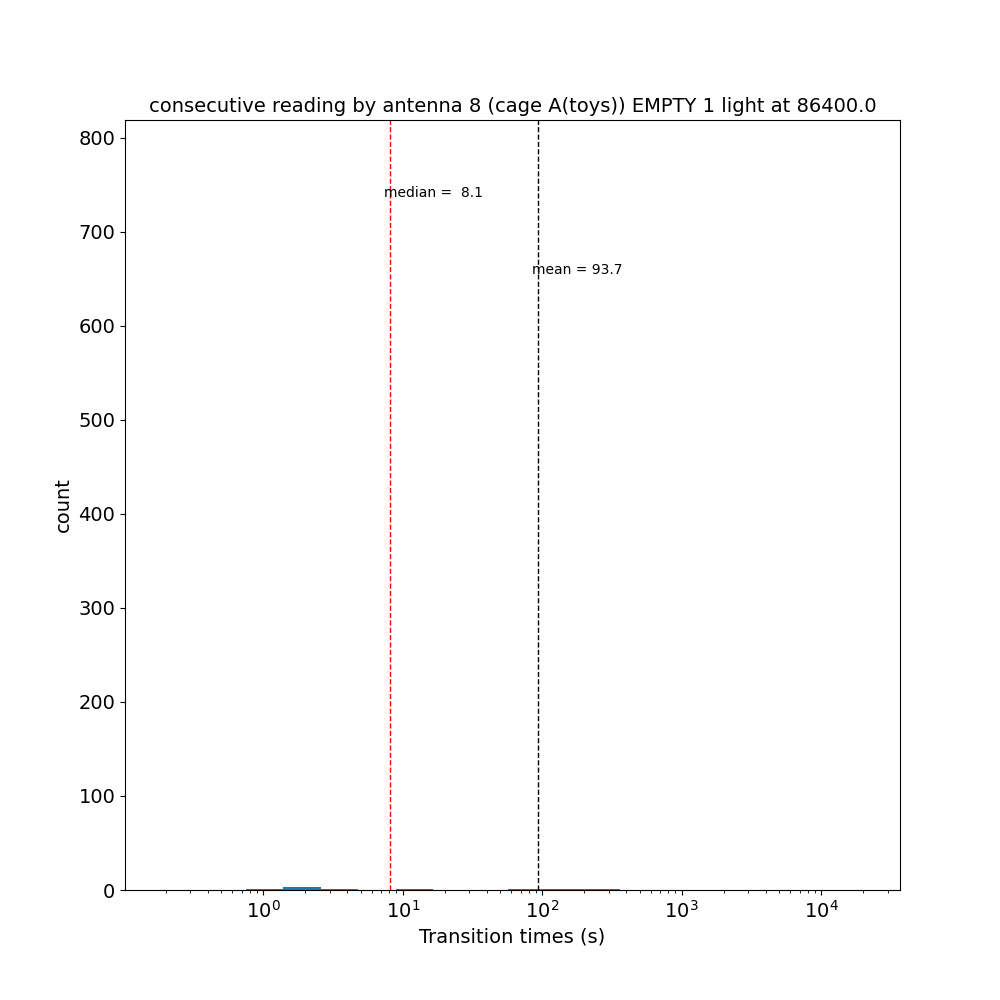 consecutive reading by antenna 8 (cage A(toys)) EMPTY 1 light at 86400.0
800
median =  8.1
700
mean = 93.7
600
500
count
400
300
200
100
0
10^0 10^1 10^2 10^3 10^4
Transition times (s)